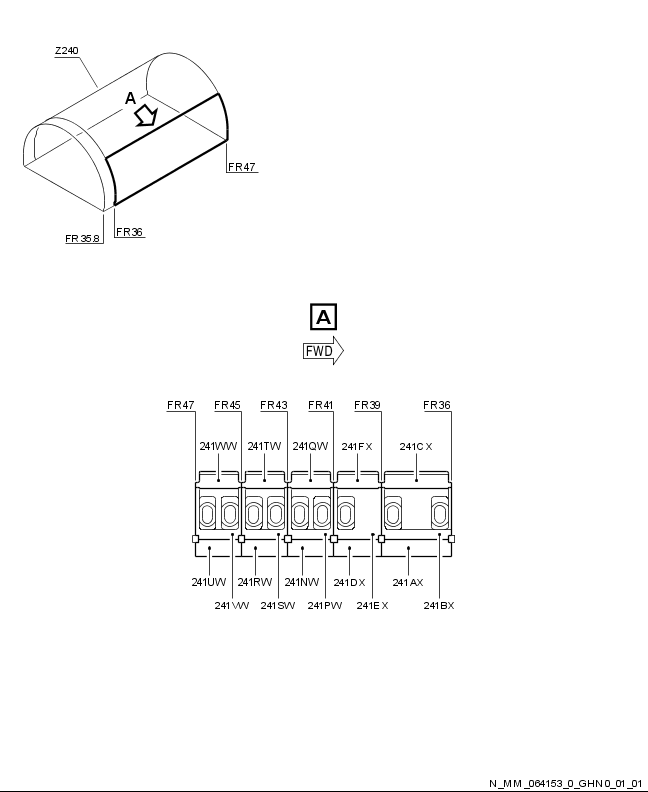 Z240
A
FR47
FR36
FR35.8
A
FWD
FR47 FR45 FR43 FR41 FR39 FR36
241WW 241TW 241QW 241FX 241CX
241UW 241RW 241NW 241DX 241AX
241VW 241SW 241PW 241EX 241BX
N_MM_064153_0_GHN0_01_01